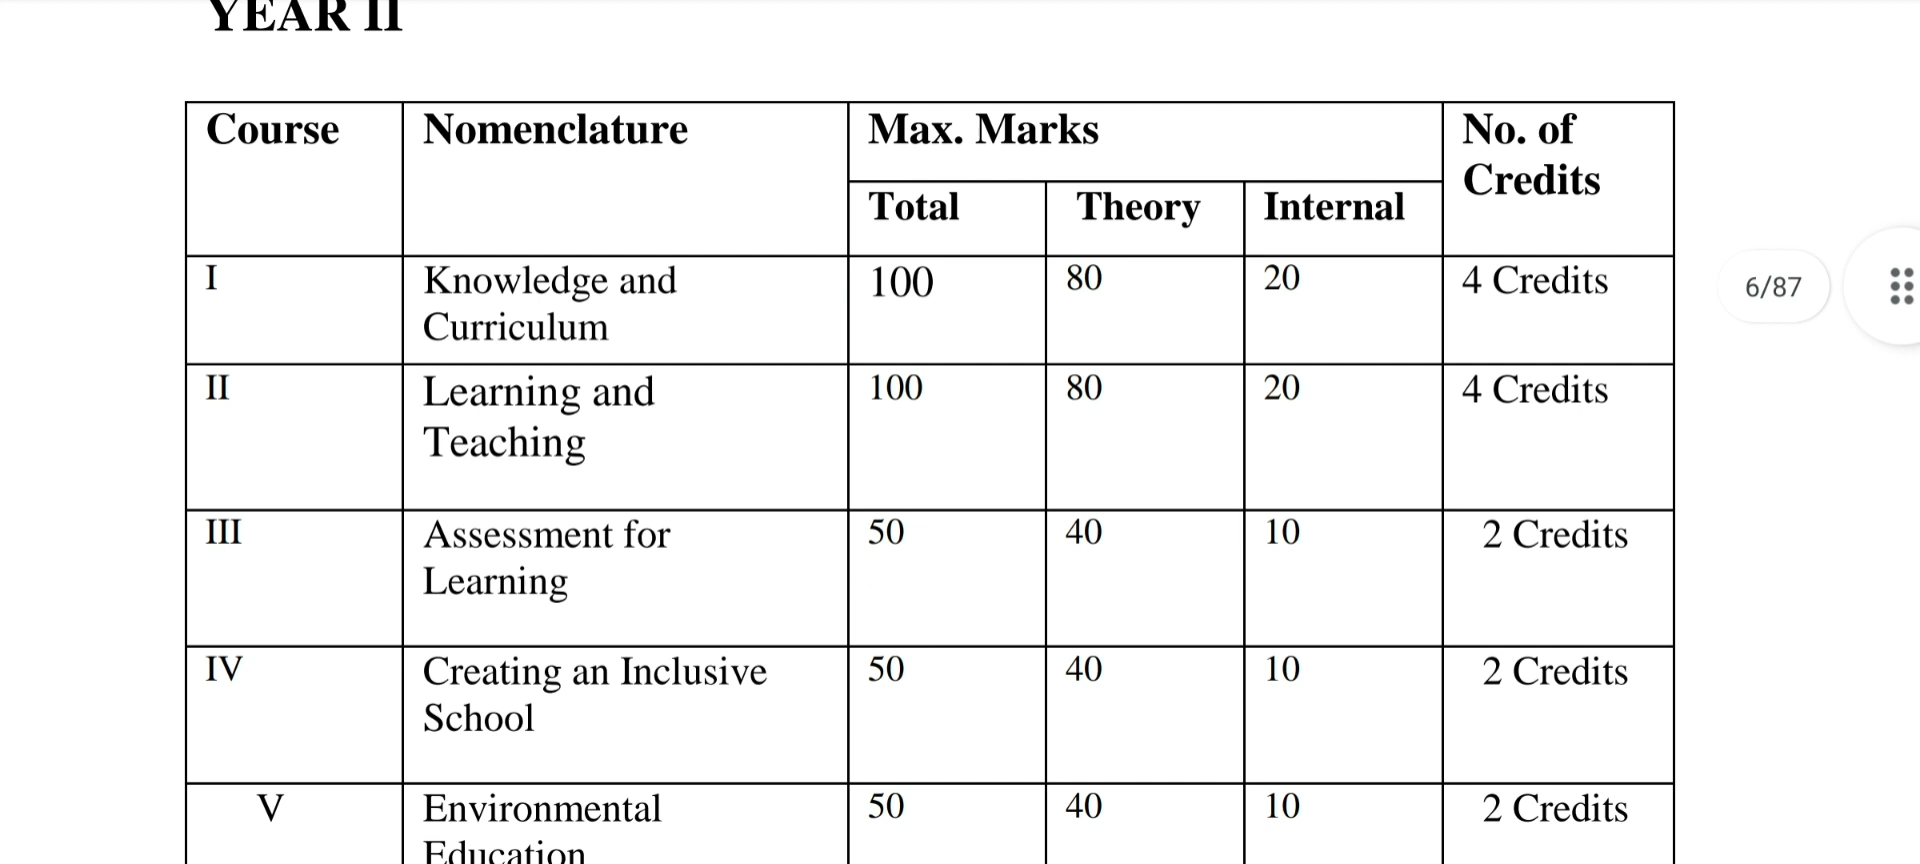 YEAR II
Course Nomenclature Max. Marks No. of
Credits
Total Theory Internal
I Knowledge and 100 80 20 4 Credits
Curriculum
II Learning and 100 80 20 4 Credits
Teaching
III Assessment for 50 40 10 2 Credits
Learning
IV Creating an Inclusive 50 40 10 2 Credits
School
V Environmental 50 40 10 2 Credits
Education
6/87